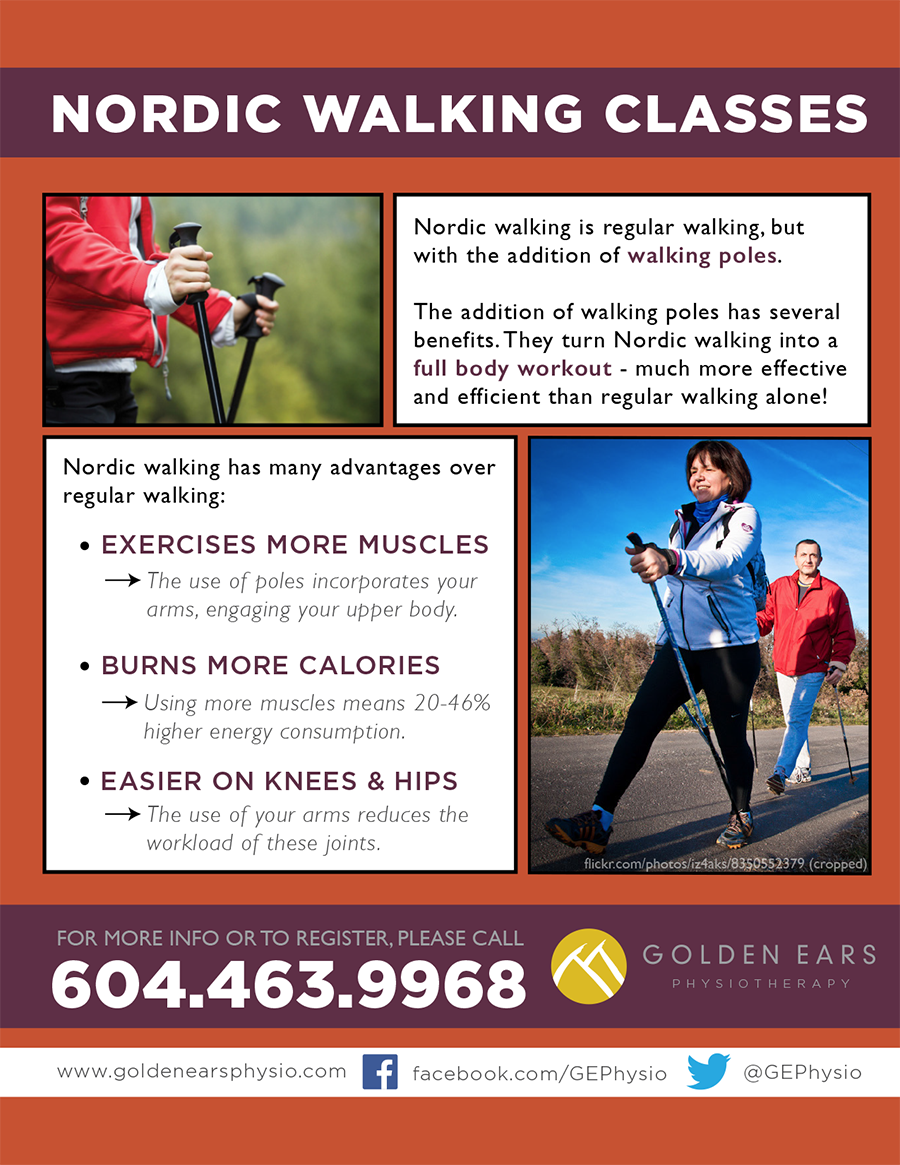 NORDIC WALKING CLASSES
Nordic walking is regular walking, but
with the addition of walking poles.
The addition of walking poles has several
benefits. They turn Nordic walking into a
full body workout - much more effective
and efficient than regular walking alone!
Nordic walking has many advantages over
regular walking:
• EXERCISES MORE MUSCLES
→ The use of poles incorporates your
arms, engaging your upper body.
• BURNS MORE CALORIES
→ Using more muscles means 20-46%
higher energy consumption.
• EASIER ON KNEES & HIPS
→ The use of your arms reduces the
workload of these joints.
flickr.com/photos/iz4aks/8350552379 (cropped)
FOR MORE INFO OR TO REGISTER, PLEASE CALL
604.463.9968
GOLDEN EARS
PHYSIOTHERAPY
www.goldenearsphysio.com
facebook.com/GEPhysio
@GEPhysio